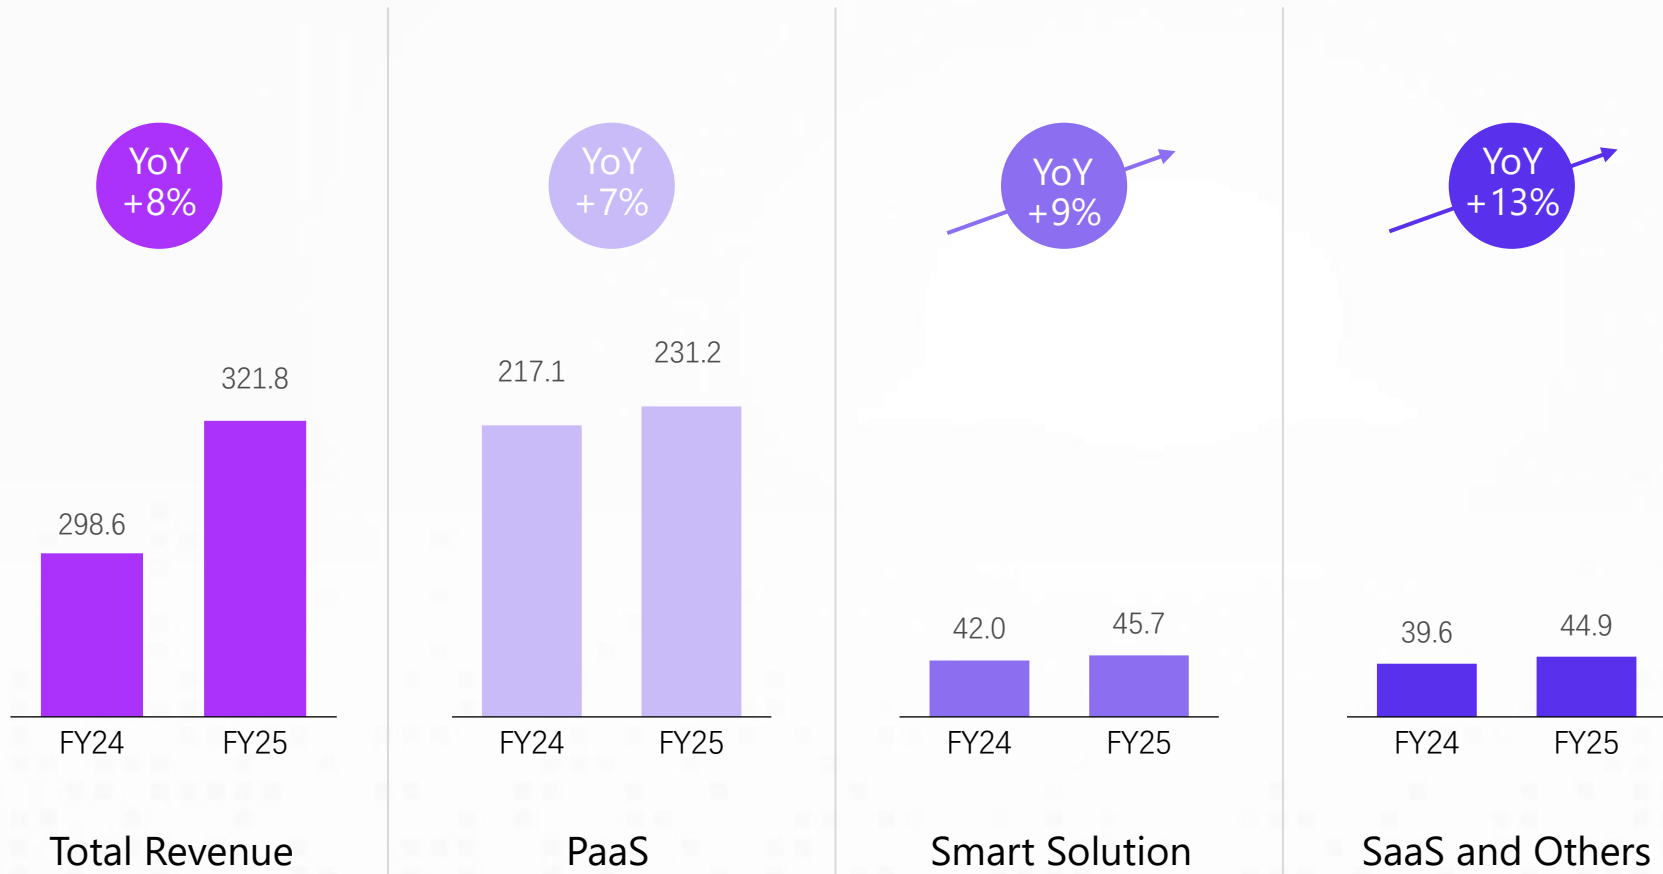 YoY
+8%
298.6
321.8
FY24
FY25
Total Revenue
YoY
+7%
217.1
231.2
FY24
FY25
PaaS
YoY
+9%
42.0
45.7
FY24
FY25
Smart Solution
YoY
+13%
39.6
44.9
FY24
FY25
SaaS and Others